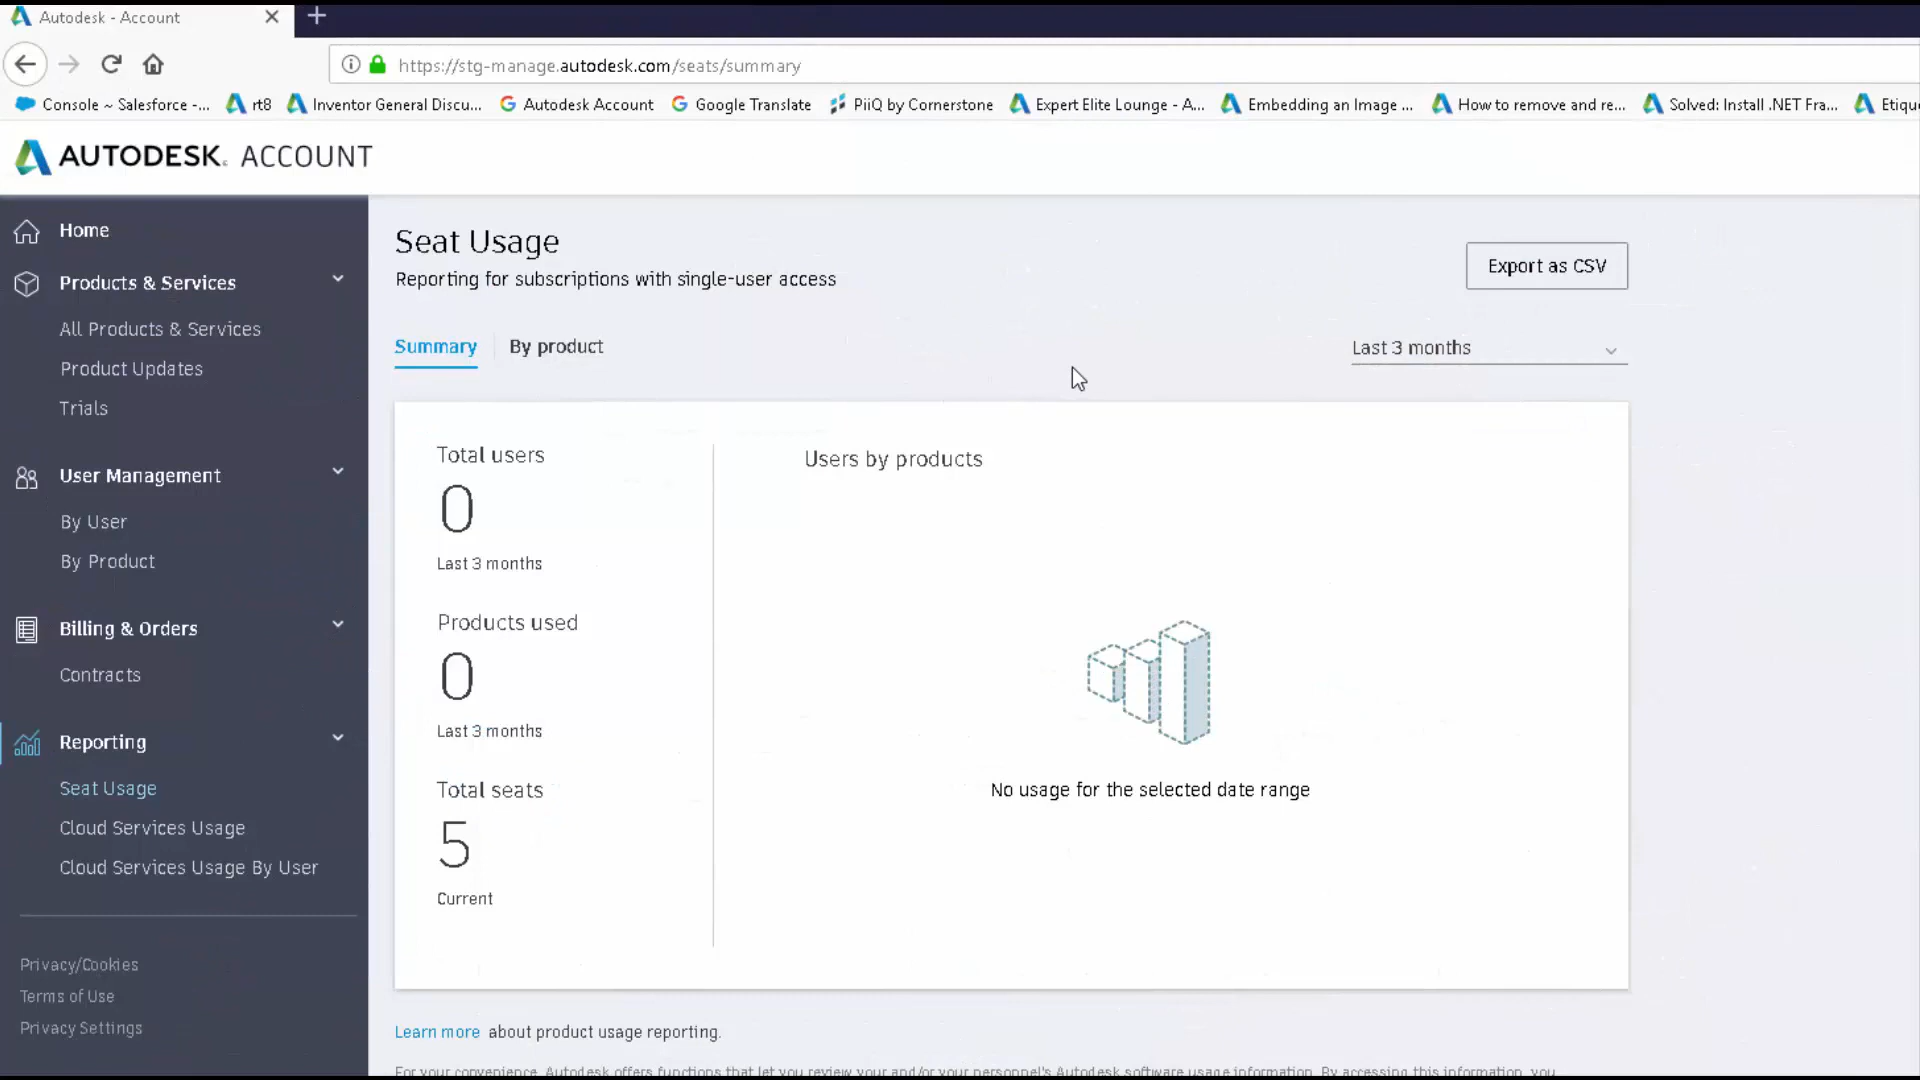 Autodesk - Account
https://stg-manage.autodesk.com/seats/summary
Console ~ Salesforce -...
rt8
Inventor General Discu...
Autodesk Account
Google Translate
PiiQ by Cornerstone
Expert Elite Lounge - A...
Embedding an Image ...
How to remove and re...
Solved: Install .NET Fra...
Etiqu
AUTODESK. ACCOUNT
Home
Products & Services
All Products & Services
Product Updates
Trials
User Management
By User
By Product
Billing & Orders
Contracts
Reporting
Seat Usage
Cloud Services Usage
Cloud Services Usage By User
Privacy/Cookies
Terms of Use
Privacy Settings
Seat Usage
Reporting for subscriptions with single-user access
Export as CSV
Summary
By product
Last 3 months
Total users
0
Last 3 months
Products used
0
Last 3 months
Total seats
5
Current
Users by products
No usage for the selected date range
Learn more about product usage reporting.
For your convenience, Autodesk offers functions that let you review your and/or your personnel's Autodesk software usage information. By accessing this information, you